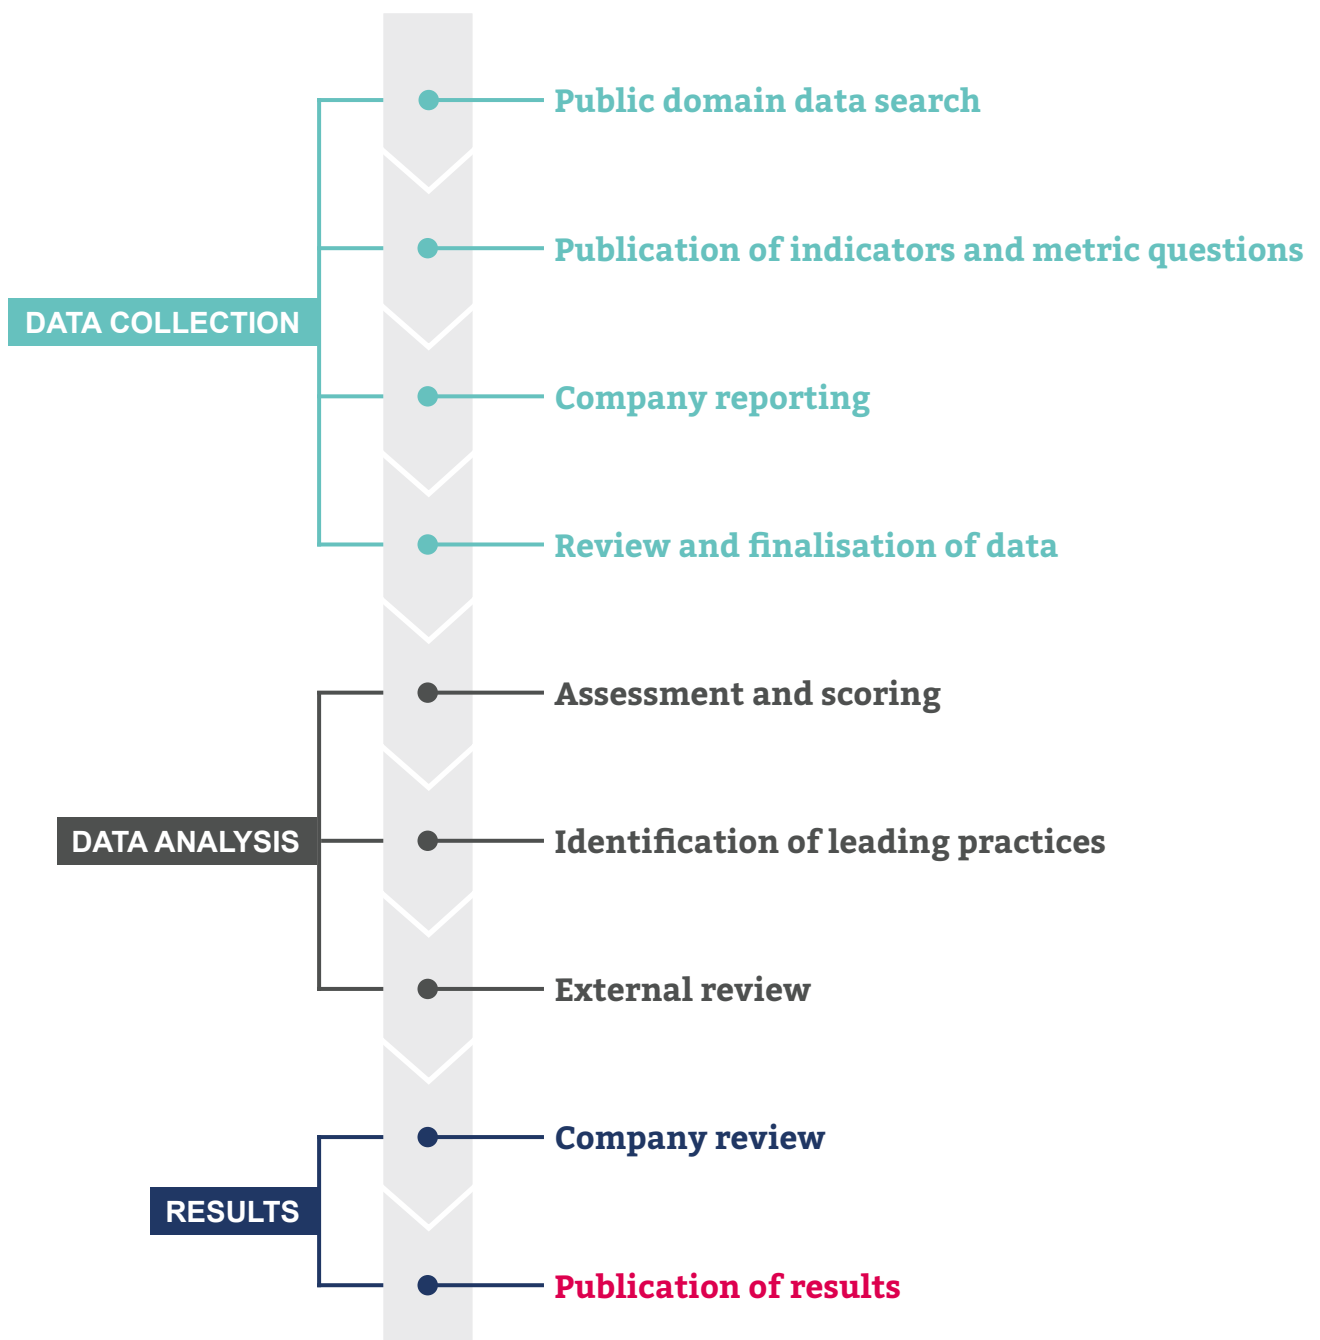 Public domain data search
Publication of indicators and metric questions
DATA COLLECTION
Company reporting
Review and finalisation of data
Assessment and scoring
DATA ANALYSIS
Identification of leading practices
External review
Company review
RESULTS
Publication of results